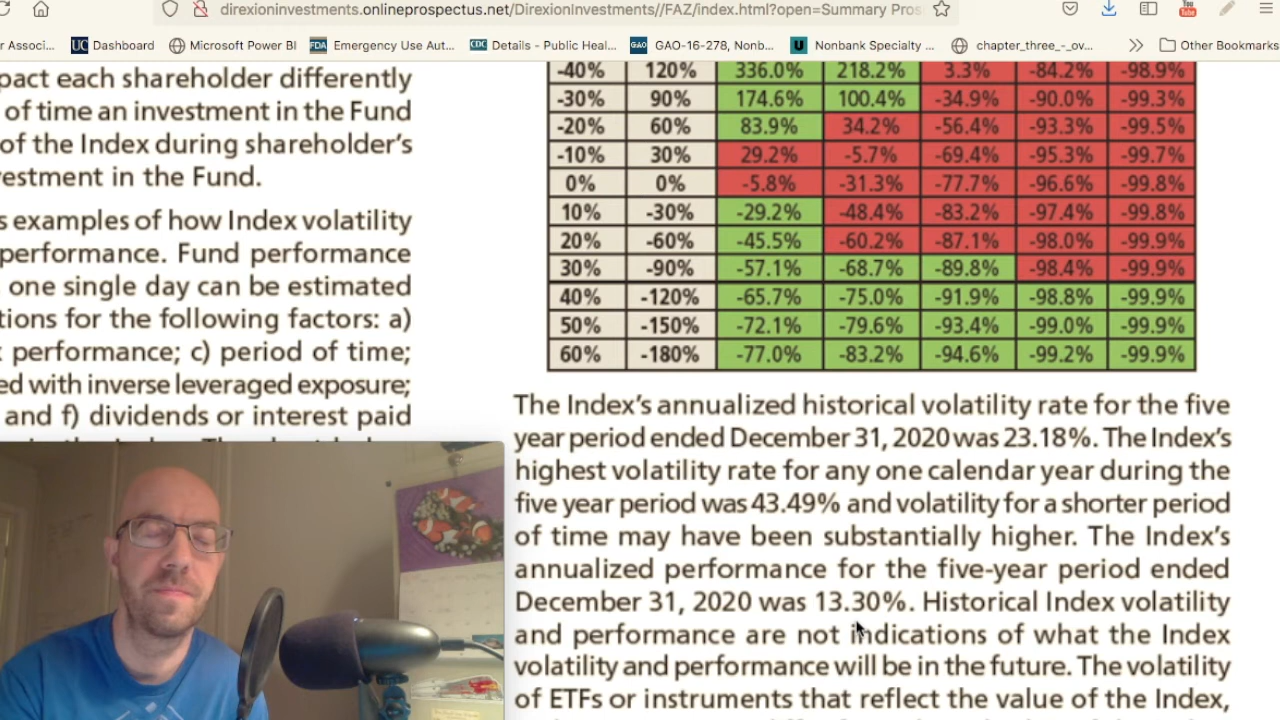 direxioninvestments.onlineprospectus.net/DirexionInvestments//FAZ/index.html?open=Summary Pros
r Associ... UC Dashboard Microsoft Power BI FDA Emergency Use Aut... CDC Details - Public Heal... GAO GAO-16-278, Nonb... U Nonbank Specialty ... chapter_three_-_ov... >> Other Bookmarks
pact each shareholder differently
of time an investment in the Fund
of the Index during shareholder's
vestment in the Fund.
s examples of how Index volatility
performance. Fund performance
one single day can be estimated
tions for the following factors: a)
x performance; c) period of time;
ed with inverse leveraged exposure;
and f) dividends or interest paid
-40% 120% 336.0% 218.2% 3.3% -84.2% -98.9%
-30% 90% 174.6% 100.4% -34.9% -90.0% -99.3%
-20% 60% 83.9% 34.2% -56.4% -93.3% -99.5%
-10% 30% 29.2% -5.7% -69.4% -95.3% -99.7%
0% 0% -5.8% -31.3% -77.7% -96.6% -99.8%
10% -30% -29.2% -48.4% -83.2% -97.4% -99.8%
20% -60% -45.5% -60.2% -87.1% -98.0% -99.9%
30% -90% -57.1% -68.7% -89.8% -98.4% -99.9%
40% -120% -65.7% -75.0% -91.9% -98.8% -99.9%
50% -150% -72.1% -79.6% -93.4% -99.0% -99.9%
60% -180% -77.0% -83.2% -94.6% -99.2% -99.9%
The Index's annualized historical volatility rate for the five
year period ended December 31, 2020 was 23.18%. The Index's
highest volatility rate for any one calendar year during the
five year period was 43.49% and volatility for a shorter period
of time may have been substantially higher. The Index's
annualized performance for the five-year period ended
December 31, 2020 was 13.30%. Historical Index volatility
and performance are not indications of what the Index
volatility and performance will be in the future. The volatility
of ETFs or instruments that reflect the value of the Index,